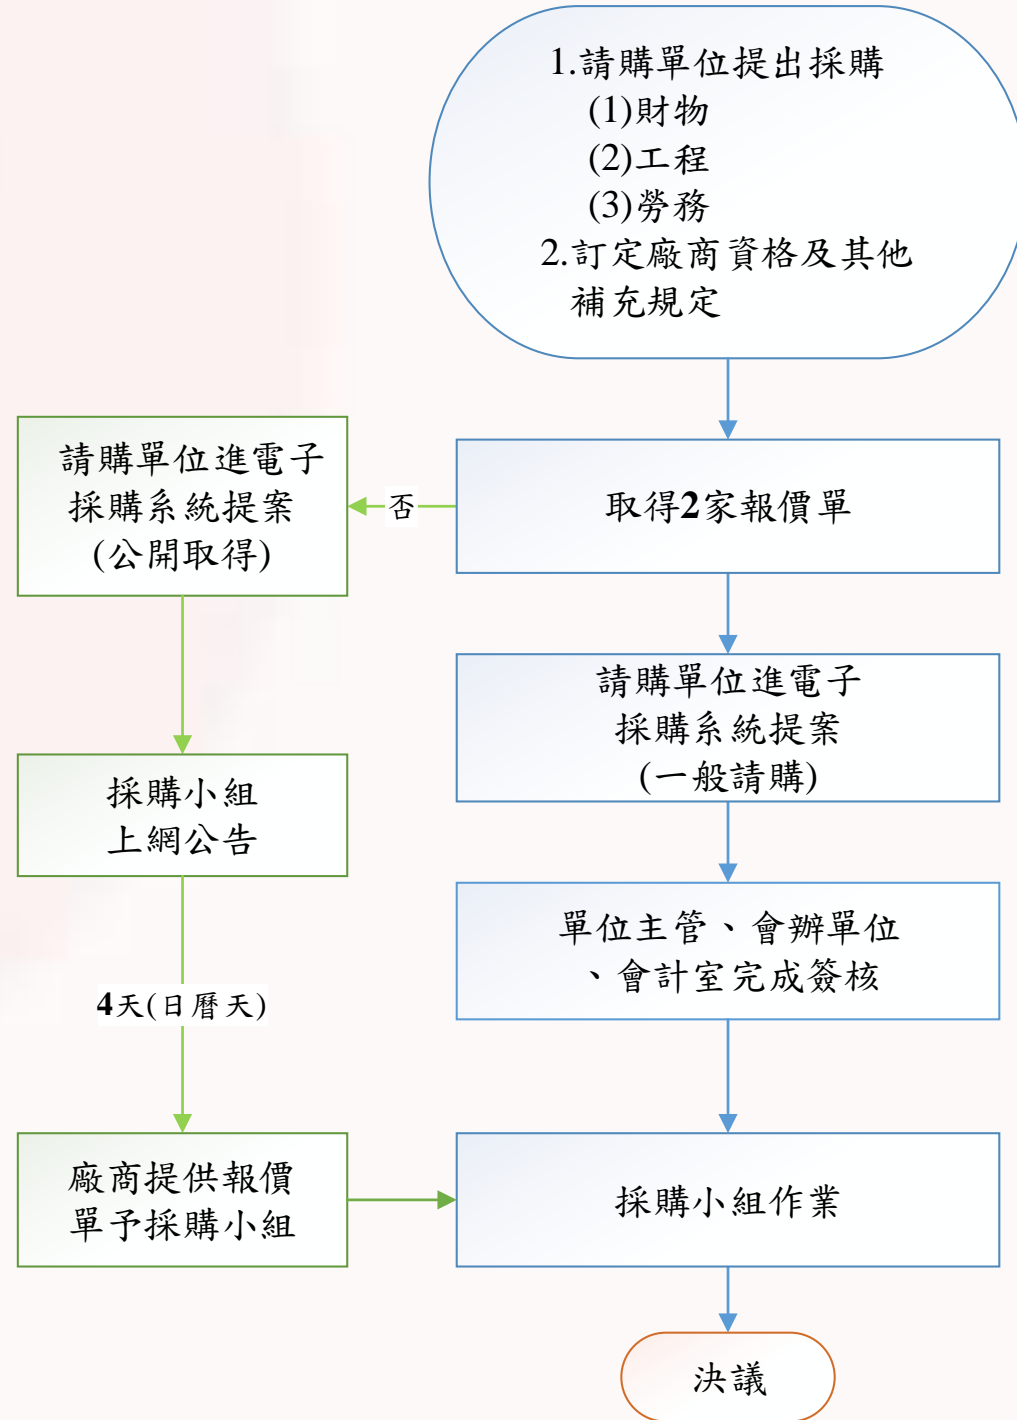 1.請購單位提出採購
(1)財物
(2)工程
(3)勞務
2.訂定廠商資格及其他
補充規定
取得2家報價單
否
請購單位進電子
採購系統提案
(公開取得)
請購單位進電子
採購系統提案
(一般請購)
採購小組
上網公告
單位主管、會辦單位
、會計室完成簽核
4天(日曆天)
廠商提供報價
單予採購小組
採購小組作業
決議